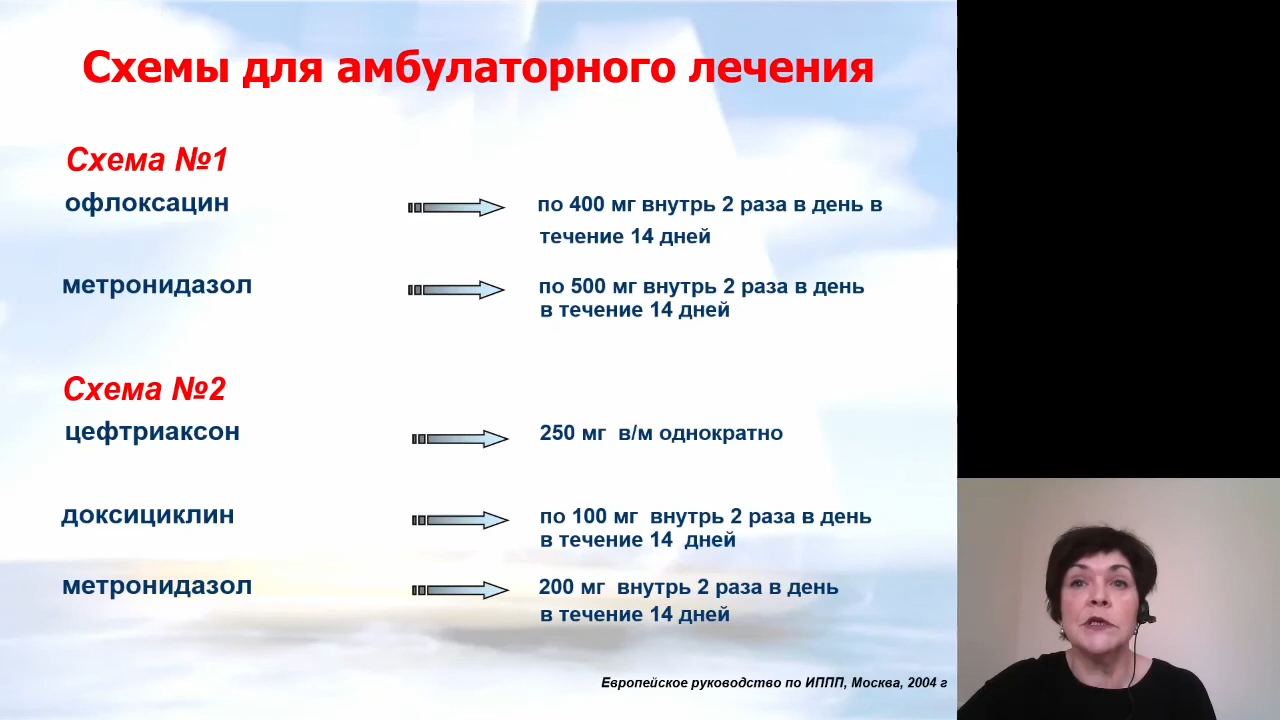 Схемы для амбулаторного лечения
Схема №1
офлоксацин по 400 мг внутрь 2 раза в день в
течение 14 дней
метронидазол по 500 мг внутрь 2 раза в день
в течение 14 дней
Схема №2
цефтриаксон 250 мг в/м однократно
доксициклин по 100 мг внутрь 2 раза в день
в течение 14 дней
метронидазол 200 мг внутрь 2 раза в день
в течение 14 дней
Европейское руководство по ИППП, Москва, 2004 г